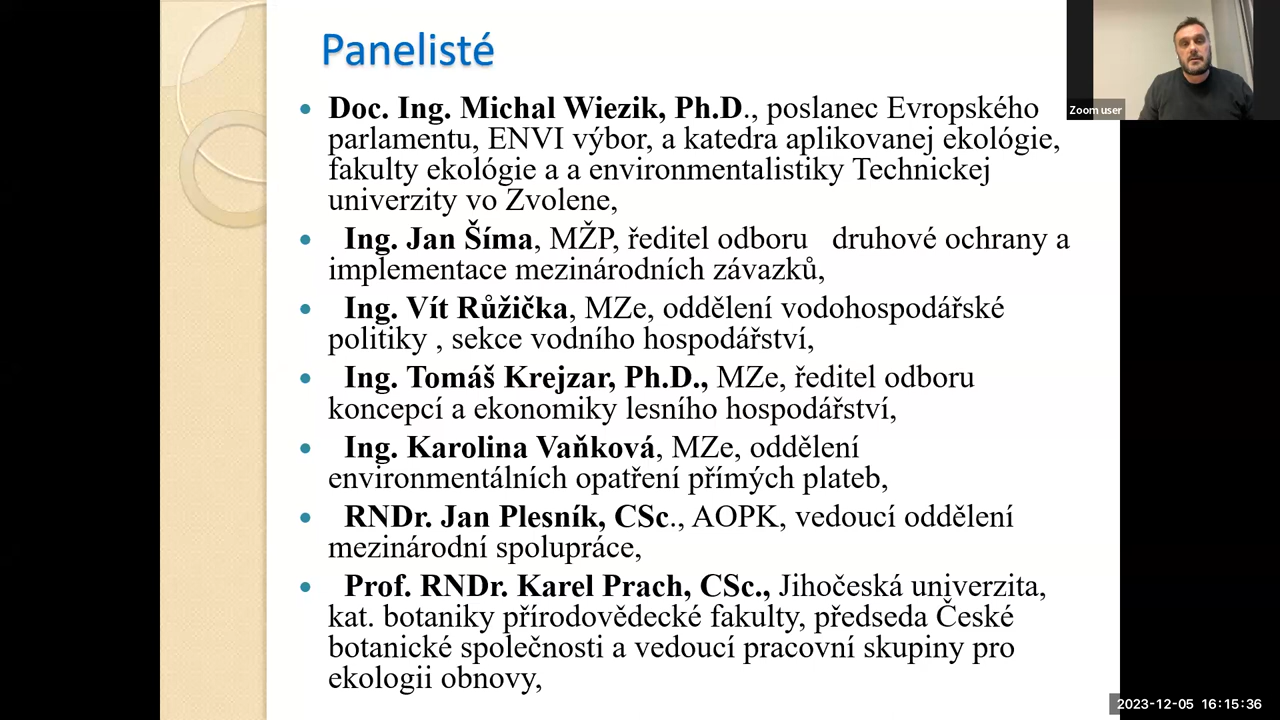 Panelisté
Doc. Ing. Michal Wiezik, Ph.D., poslanec Evropského
parlamentu, ENVI výbor, a katedra aplikovanej ekológie,
fakulty ekológie a a environmentalistiky Technickej
univerzity vo Zvolene,
Ing. Jan Šíma, MŽP, ředitel odboru druhové ochrany a
implementace mezinárodních závazků,
Ing. Vít Růžička, MZe, oddělení vodohospodářské
politiky , sekce vodního hospodářství,
Ing. Tomáš Krejzar, Ph.D., MZe, ředitel odboru
koncepcí a ekonomiky lesního hospodářství,
Ing. Karolina Vaňková, MZe, oddělení
environmentálních opatření přímých plateb,
RNDr. Jan Plesník, CSc., AOPK, vedoucí oddělení
mezinárodní spolupráce,
Prof. RNDr. Karel Prach, CSc., Jihočeská univerzita,
kat. botaniky přírodovědecké fakulty, předseda České
botanické společnosti a vedoucí pracovní skupiny pro
ekologii obnovy,
Zoom user
2023-12-05 16:15:36